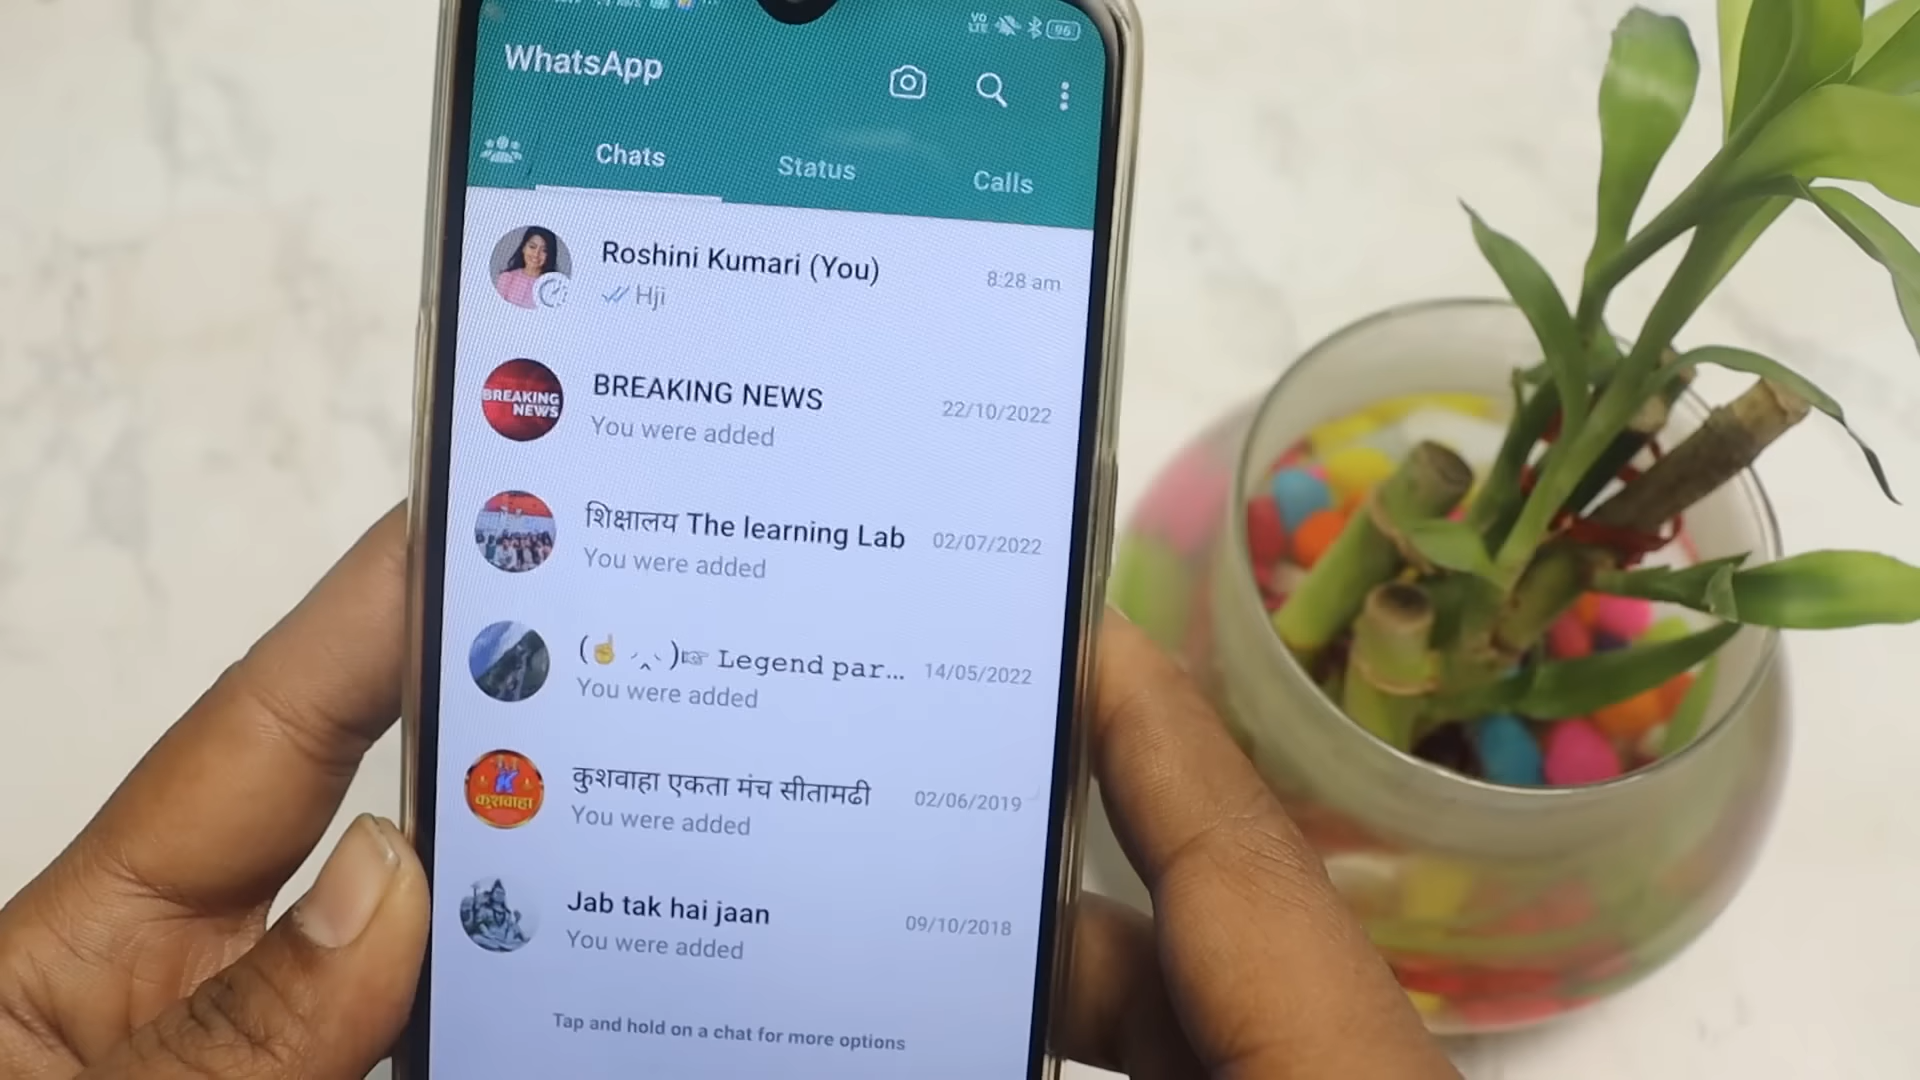 VO
LTE
96
WhatsApp
Chats
Status
Calls
Roshini Kumari (You)
8:28 am
Hji
BREAKING NEWS
BREAKING NEWS
22/10/2022
You were added
शिक्षालय The learning Lab
02/07/2022
You were added
(☝ ◞‸◟ )☞ Legend par...
14/05/2022
You were added
कुशवाहा
कुशवाहा एकता मंच सीतामढी
02/06/2019
You were added
Jab tak hai jaan
09/10/2018
You were added
Tap and hold on a chat for more options